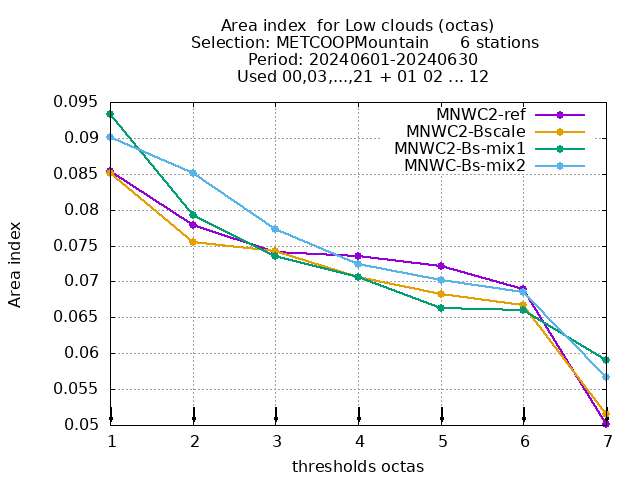 Area index  for Low clouds (octas)
Selection: METCOOPMountain      6 stations
Period: 20240601-20240630
Used 00,03,...,21 + 01 02 ... 12
MNWC2-ref
MNWC2-Bscale
MNWC2-Bs-mix1
MNWC-Bs-mix2
0.095
0.09
0.085
0.08
0.075
0.07
0.065
0.06
0.055
0.05
Area index
1 2 3 4 5 6 7
thresholds octas